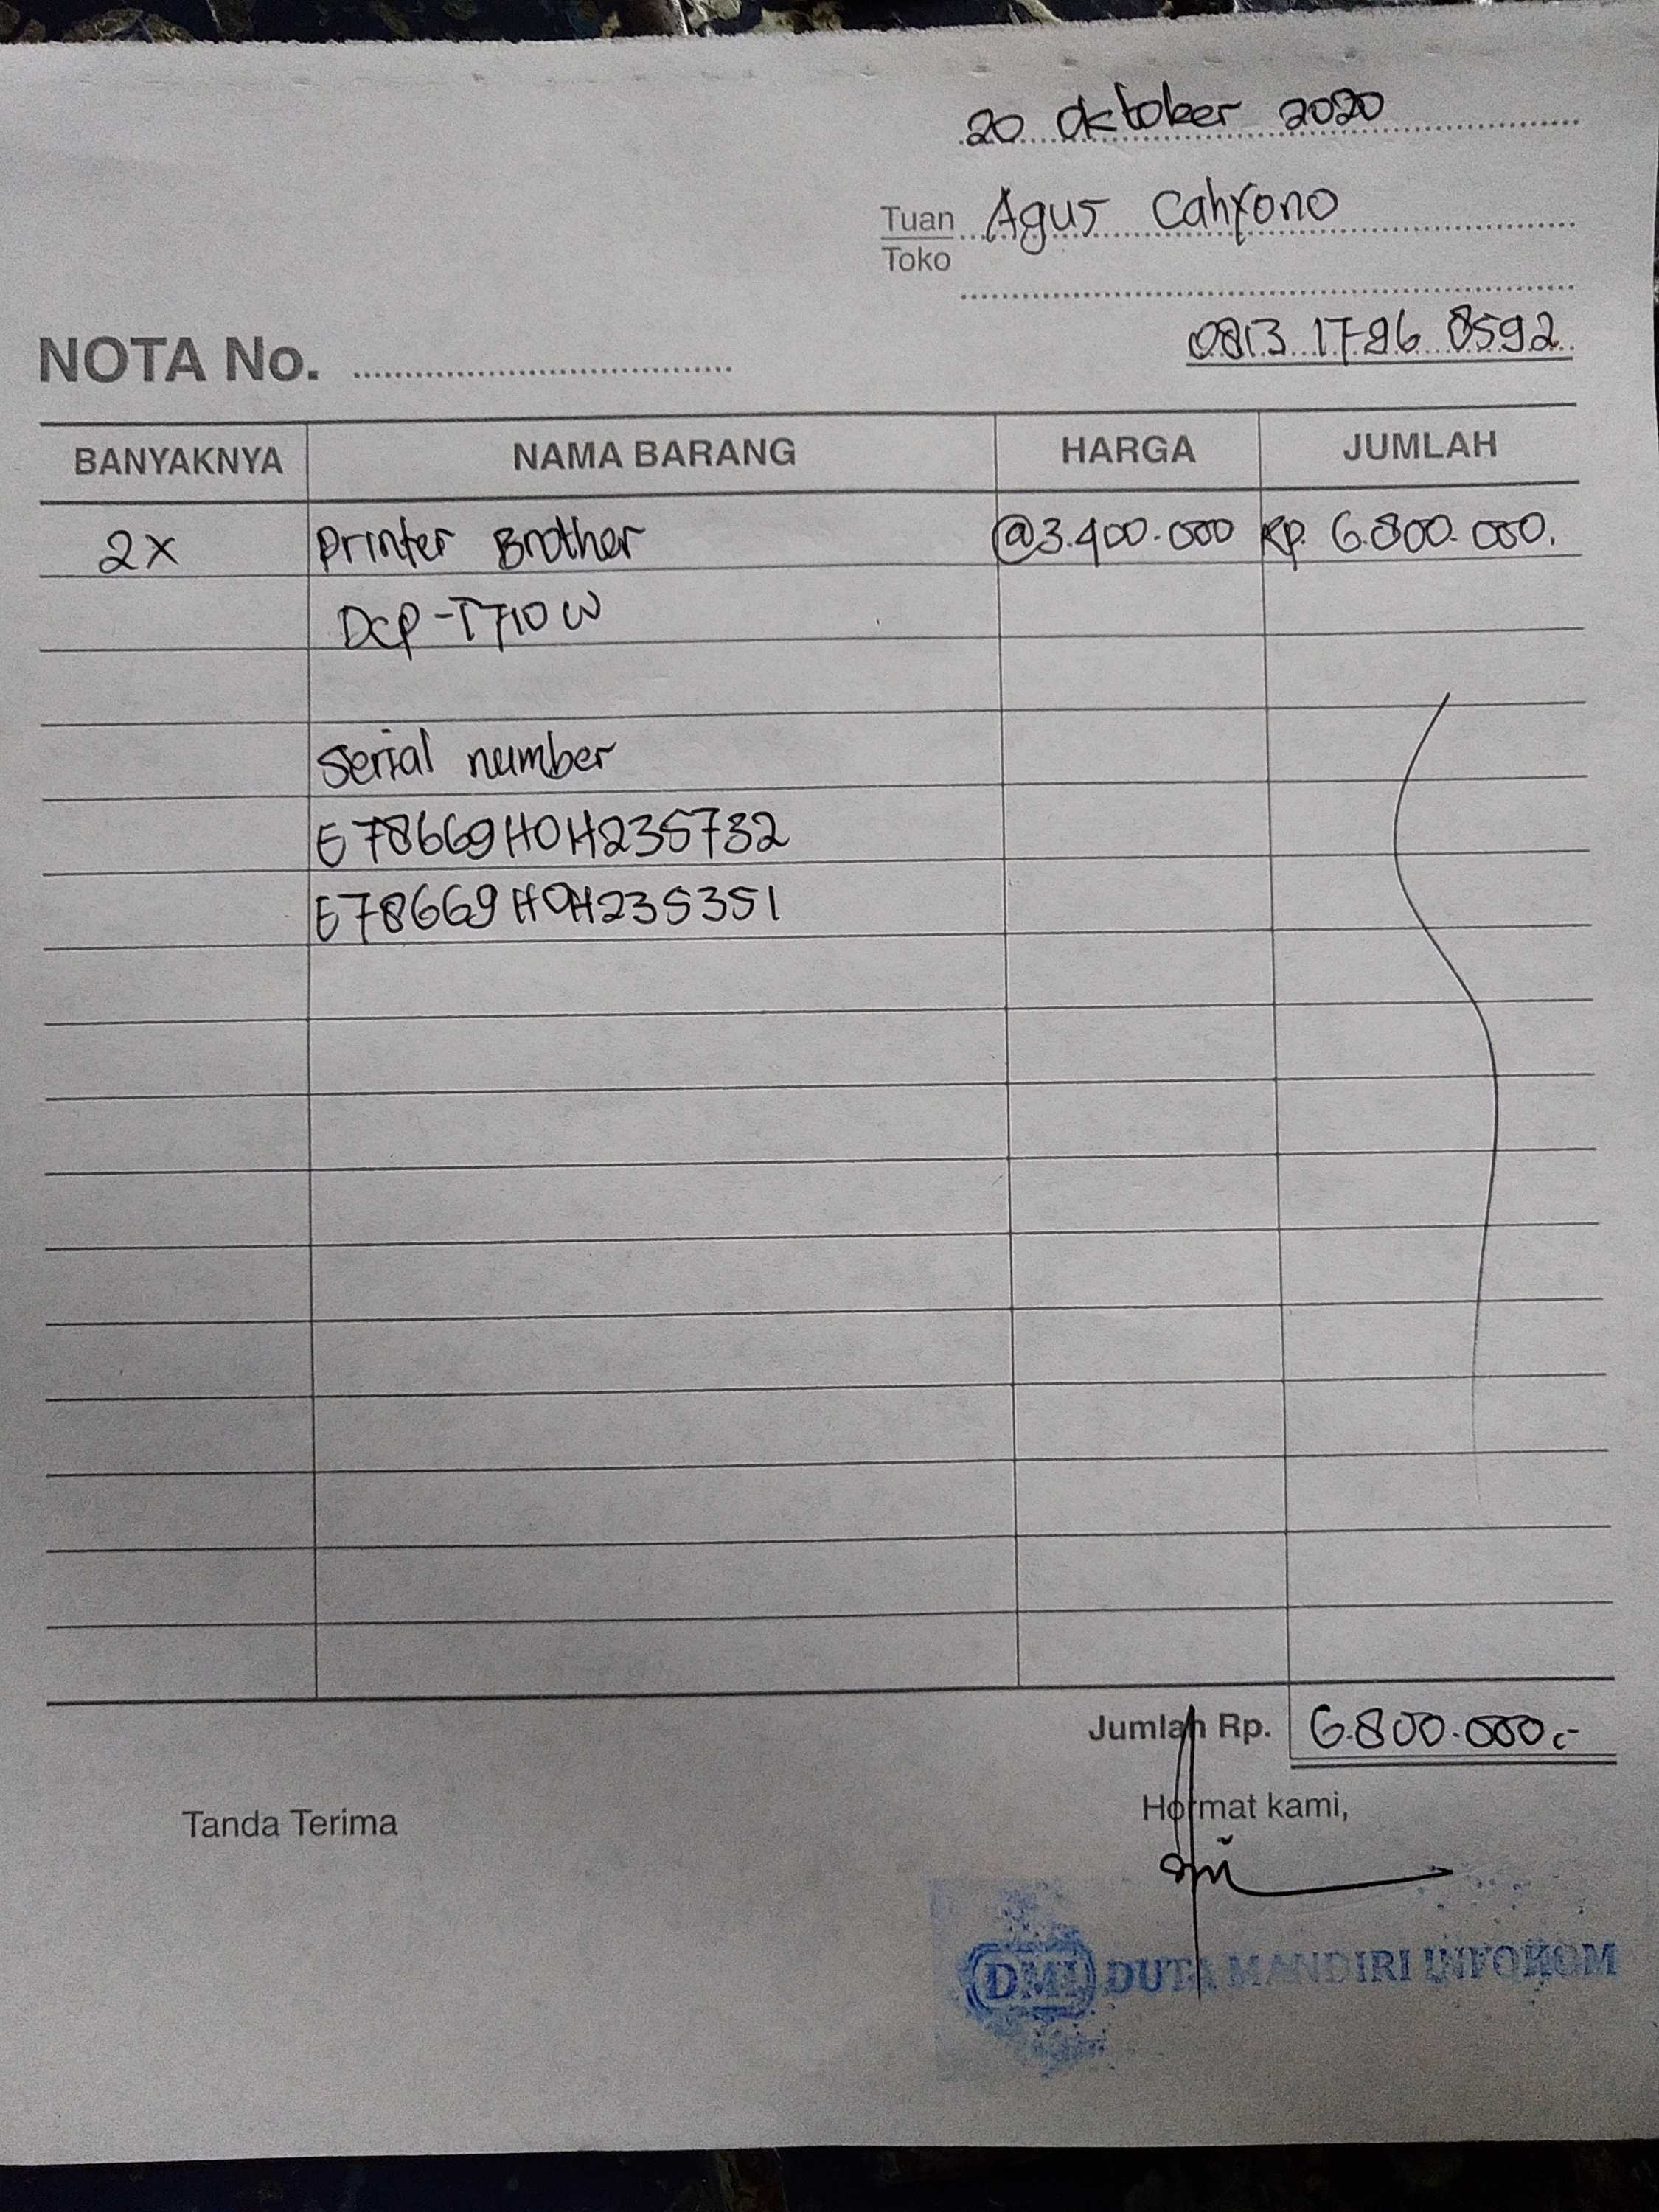 20 Oktober 2020
Tuan Agus Cahyono
Toko
0813 1796 8592
NOTA No.
BANYAKNYA NAMA BARANG HARGA JUMLAH
2x Printer Brother @3.400.000 Rp. 6.800.000.
DCP-T710W
Serial number
E78669H0H235732
E78669H0H235351
Jumlah Rp. 6.800.000,-
Tanda Terima Hormat kami,
DMI DUTA MANDIRI INFOKOM